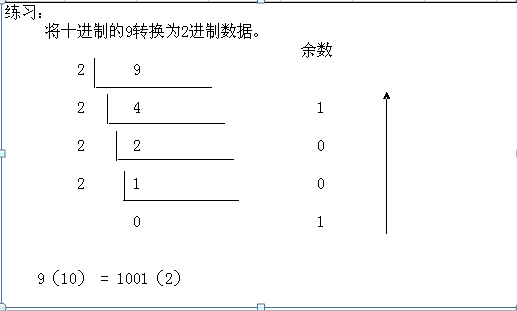 练习:
将十进制的9转换为2进制数据。
余数
2 9
2 4 1
2 2 0
2 1 0
0 1
9（10） = 1001（2）